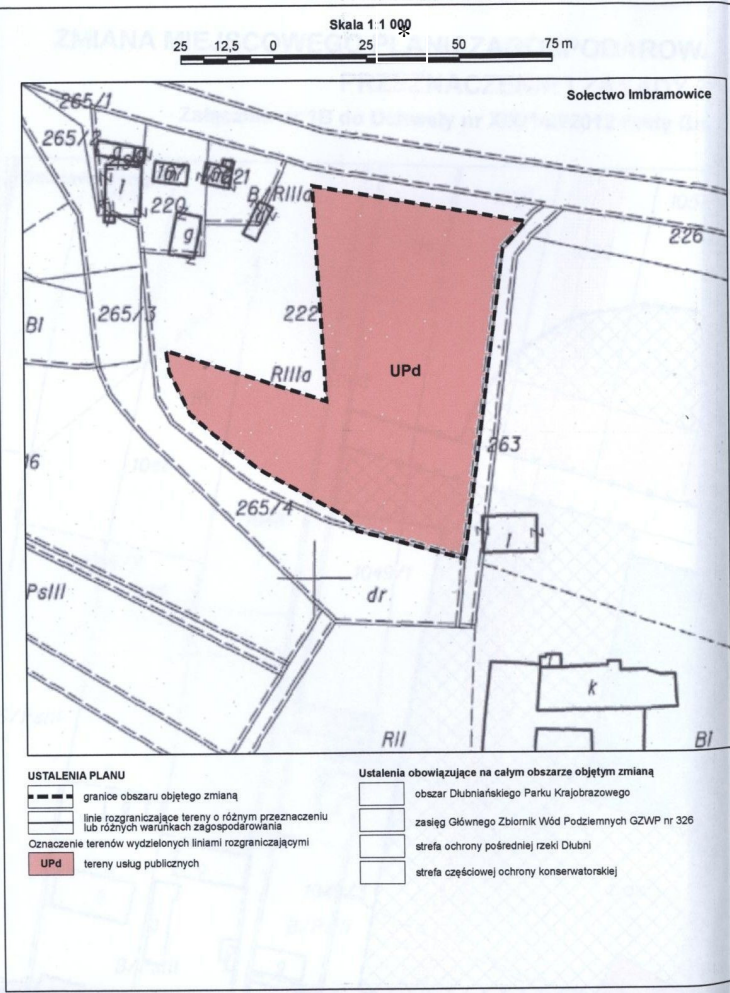 Skala 1:1 000
25 12,5 0 25 50 75 m
Sołectwo Imbramowice
265/1
265/2
221
B/RIIIa
220
g
226
265/3
222
BI
RIIIa
UPd
263
16
265/4
PsIII
dr
k
RII
BI
USTALENIA PLANU
granice obszaru objętego zmianą
linie rozgraniczające tereny o różnym przeznaczeniu
lub różnych warunkach zagospodarowania
Oznaczenie terenów wydzielonych liniami rozgraniczającymi
UPd tereny usług publicznych
Ustalenia obowiązujące na całym obszarze objętym zmianą
obszar Dłubniańskiego Parku Krajobrazowego
zasięg Głównego Zbiornik Wód Podziemnych GZWP nr 326
strefa ochrony pośredniej rzeki Dłubni
strefa częściowej ochrony konserwatorskiej